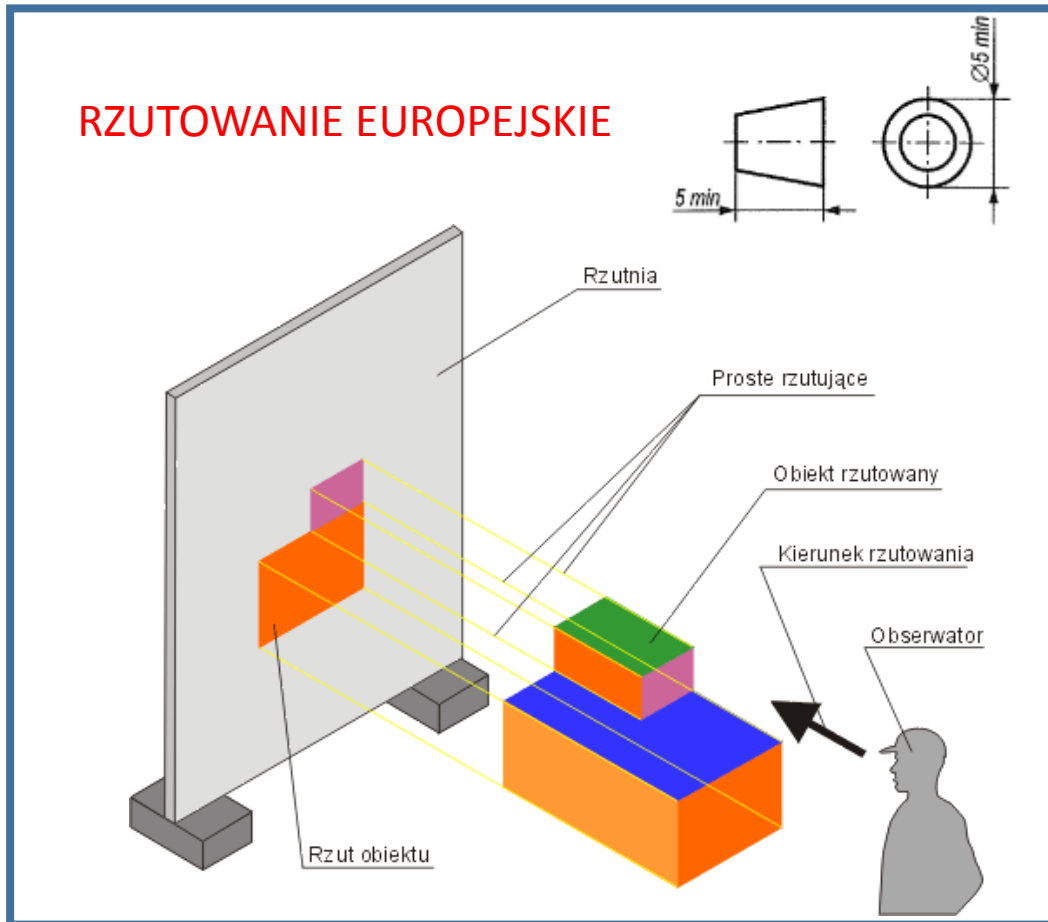 RZUTOWANIE EUROPEJSKIE
5 min
Ø5 min
Rzutnia
Proste rzutujące
Obiekt rzutowany
Kierunek rzutowania
Obserwator
Rzut obiektu